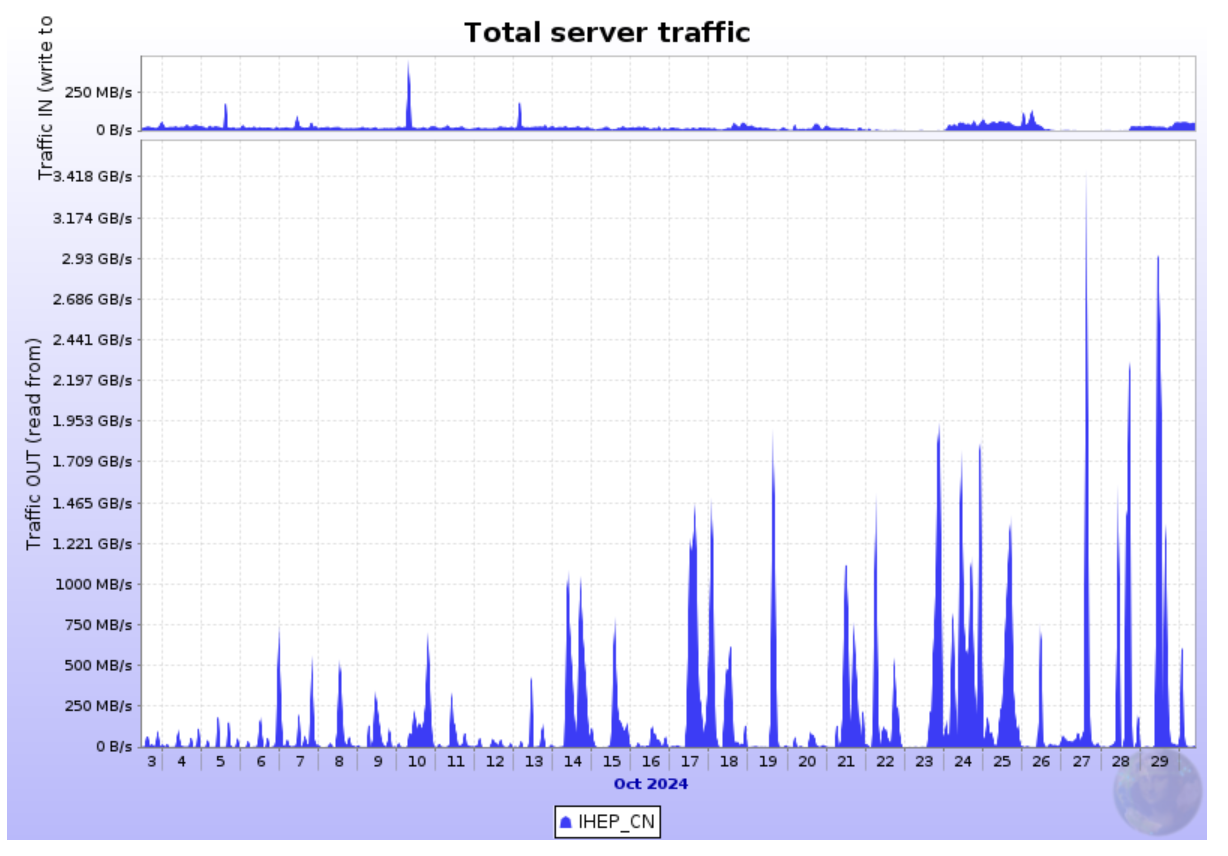 Total server traffic
Traffic IN (write to
250 MB/s
0 B/s
Traffic OUT (read from)
3.418 GB/s
3.174 GB/s
2.93 GB/s
2.686 GB/s
2.441 GB/s
2.197 GB/s
1.953 GB/s
1.709 GB/s
1.465 GB/s
1.221 GB/s
1000 MB/s
750 MB/s
500 MB/s
250 MB/s
0 B/s
3 4 5 6 7 8 9 10 11 12 13 14 15 16 17 18 19 20 21 22 23 24 25 26 27 28 29
Oct 2024
IHEP_CN